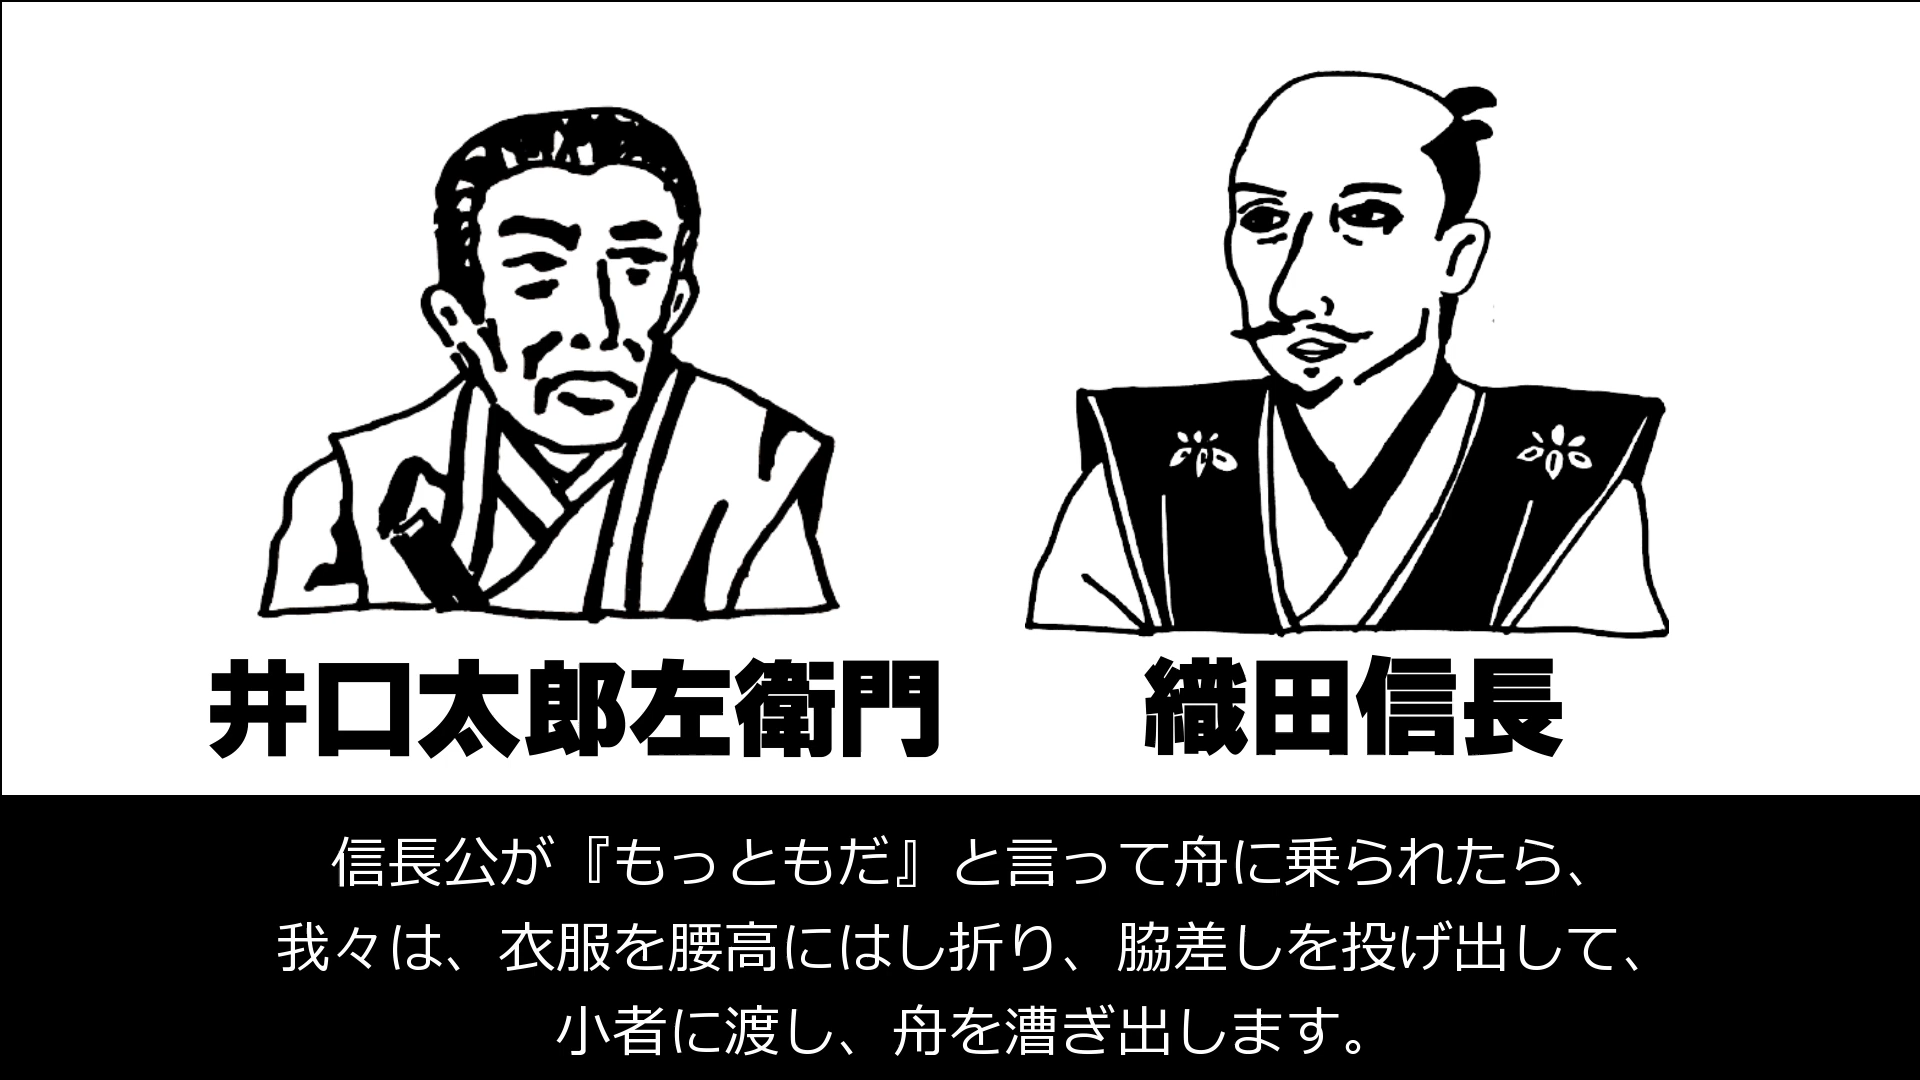 井口太郎左衛門
織田信長
信長公が『もっともだ』と言って舟に乗られたら、
我々は、衣服を腰高にはし折り、脇差しを投げ出して、
小者に渡し、舟を漕ぎ出します。